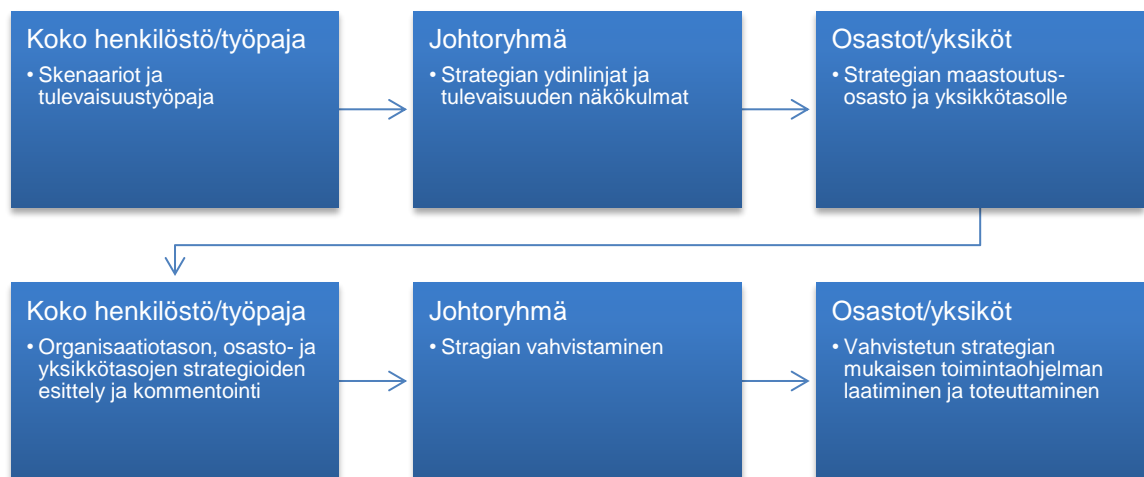 Koko henkilöstö/työpaja
• Skenaariot ja
tulevaisuustyöpaja
Johtoryhmä
• Strategian ydinlinjat ja
tulevaisuuden näkökulmat
Osastot/yksiköt
• Strategian maastoutus-
osasto ja yksikkötasolle
Koko henkilöstö/työpaja
• Organisaatiotason, osasto- ja
yksikkötasojen strategioiden
esittely ja kommentointi
Johtoryhmä
• Stragian vahvistaminen
Osastot/yksiköt
• Vahvistetun strategian
mukaisen toimintaohjelman
laatiminen ja toteuttaminen